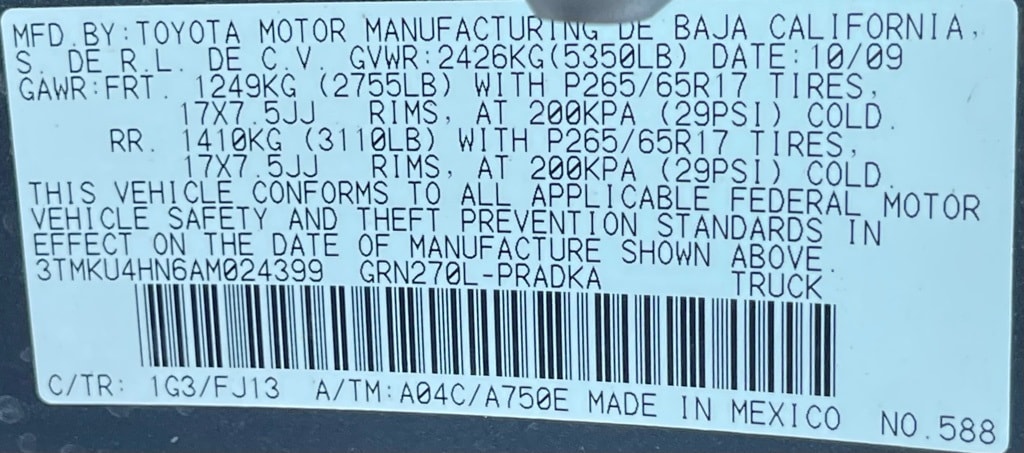 MFD BY:TOYOTA MOTOR MANUFACTURING DE BAJA CALIFORNIA,
S. DE R.L. DE C.V. GVWR:2426KG(5350LB) DATE:10/09
GAWR:FRT. 1249KG (2755LB) WITH P265/65R17 TIRES,
17X7.5JJ RIMS, AT 200KPA (29PSI) COLD.
RR. 1410KG (3110LB) WITH P265/65R17 TIRES,
17X7.5JJ RIMS, AT 200KPA (29PSI) COLD.
THIS VEHICLE CONFORMS TO ALL APPLICABLE FEDERAL MOTOR
VEHICLE SAFETY AND THEFT PREVENTION STANDARDS IN
EFFECT ON THE DATE OF MANUFACTURE SHOWN ABOVE.
3TMKU4HN6AM024399 GRN270L-PRADKA TRUCK
C/TR: 1G3/FJ13 A/TM:A04C/A750E MADE IN MEXICO NO.588